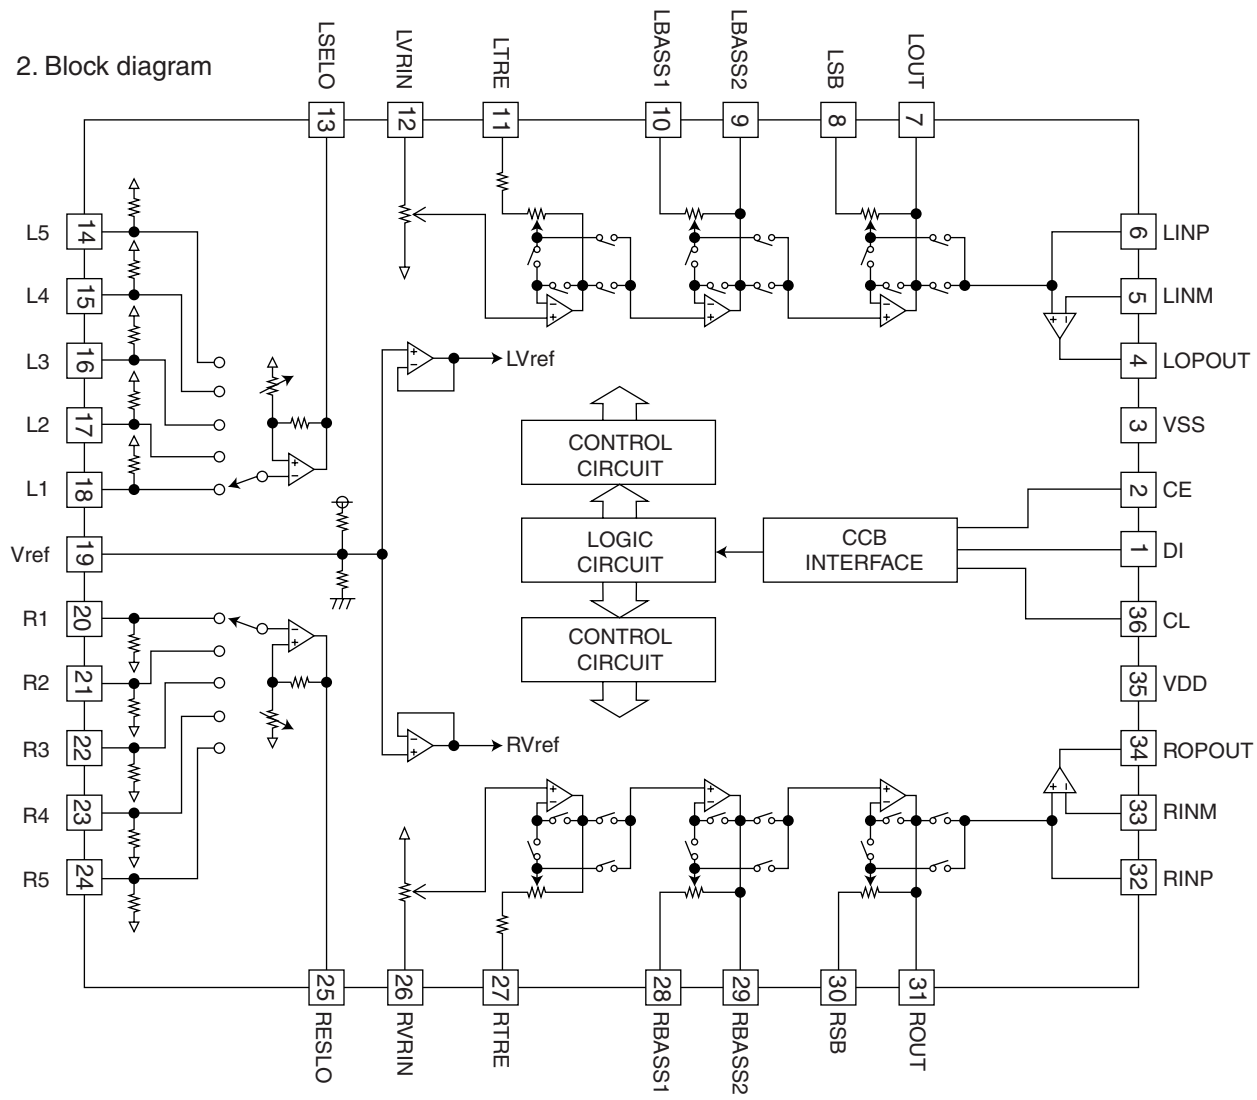 2. Block diagram
LSELO
LVRIN
LTRE
LBASS1
LBASS2
LSB
LOUT
13
12
11
10
9
8
7
L5
14
L4
15
L3
16
L2
17
L1
18
Vref
19
R1
20
R2
21
R3
22
R4
23
R5
24
6
LINP
5
LINM
4
LOPOUT
3
VSS
2
CE
1
DI
36
CL
35
VDD
34
ROPOUT
33
RINM
32
RINP
LVref
CONTROL
CIRCUIT
LOGIC
CIRCUIT
CCB
INTERFACE
CONTROL
CIRCUIT
RVref
25
26
27
28
29
30
31
RESLO
RVRIN
RTRE
RBASS1
RBASS2
RSB
ROUT